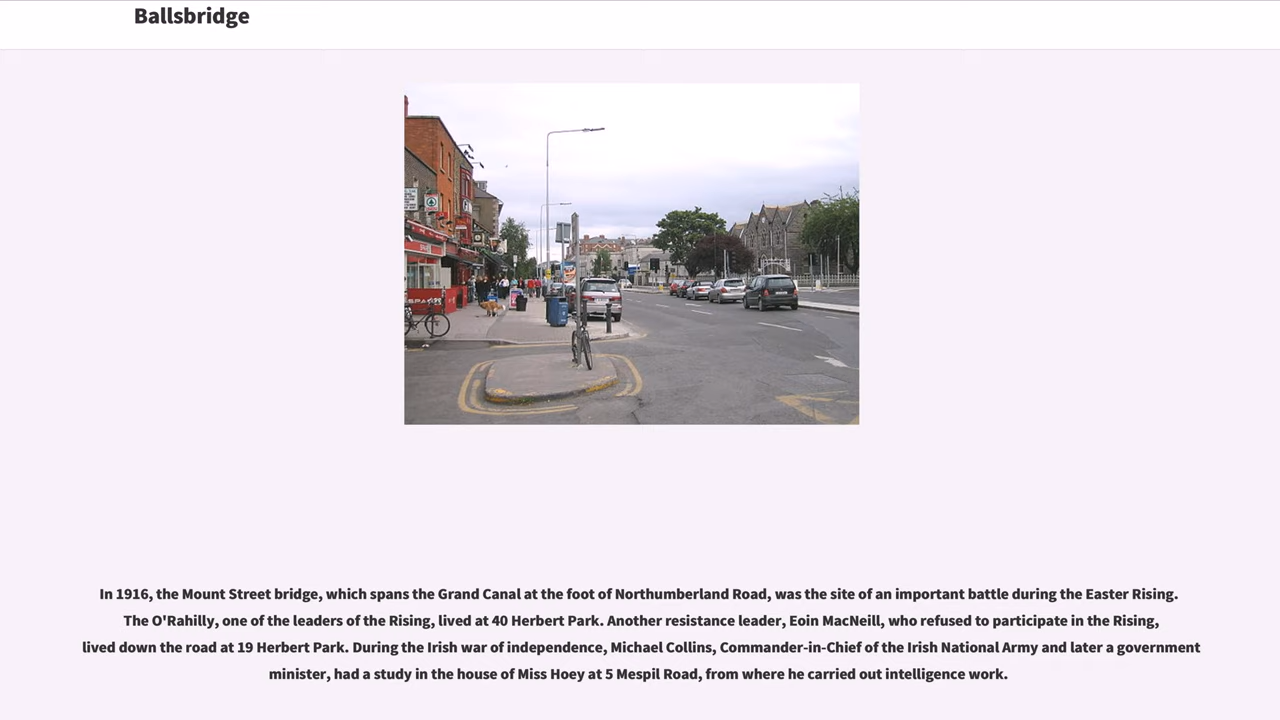 Ballsbridge
In 1916, the Mount Street bridge, which spans the Grand Canal at the foot of Northumberland Road, was the site of an important battle during the Easter Rising.
The O'Rahilly, one of the leaders of the Rising, lived at 40 Herbert Park. Another resistance leader, Eoin MacNeill, who refused to participate in the Rising,
lived down the road at 19 Herbert Park. During the Irish war of independence, Michael Collins, Commander-in-Chief of the Irish National Army and later a government
minister, had a study in the house of Miss Hoey at 5 Mespil Road, from where he carried out intelligence work.